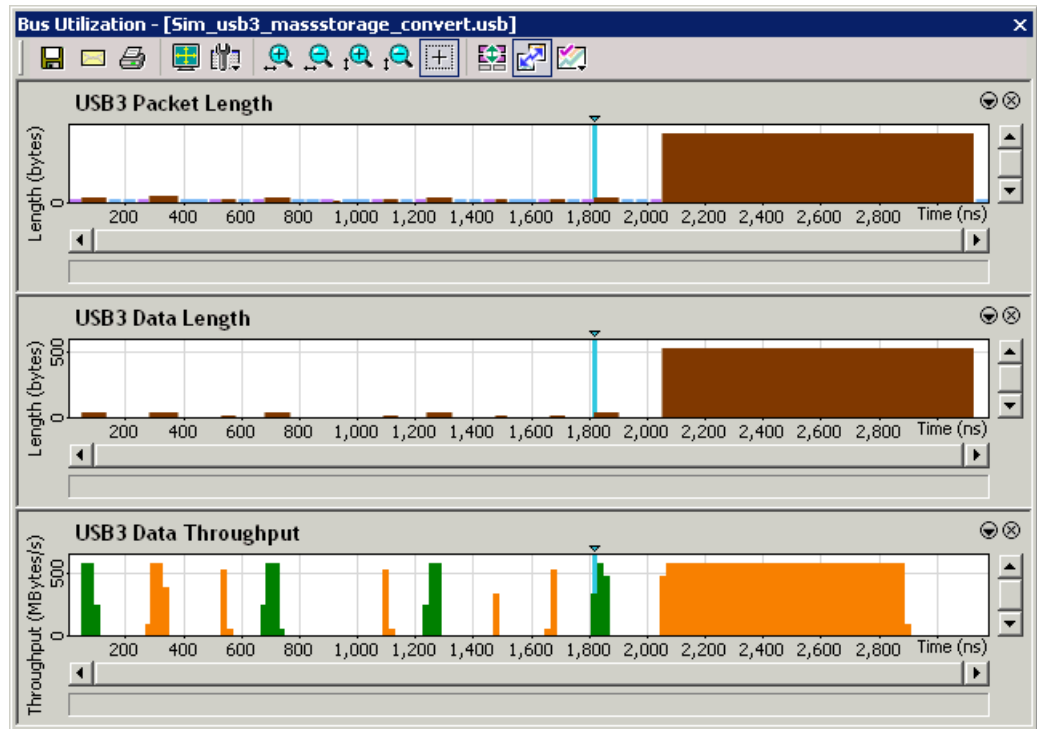 Bus Utilization - [Sim_usb3_massstorage_convert.usb]
USB3 Packet Length
Length (bytes)
0
200 400 600 800 1,000 1,200 1,400 1,600 1,800 2,000 2,200 2,400 2,600 2,800 Time (ns)
USB3 Data Length
Length (bytes)
500
0
200 400 600 800 1,000 1,200 1,400 1,600 1,800 2,000 2,200 2,400 2,600 2,800 Time (ns)
USB3 Data Throughput
Throughput (MBytes/s)
500
0
200 400 600 800 1,000 1,200 1,400 1,600 1,800 2,000 2,200 2,400 2,600 2,800 Time (ns)